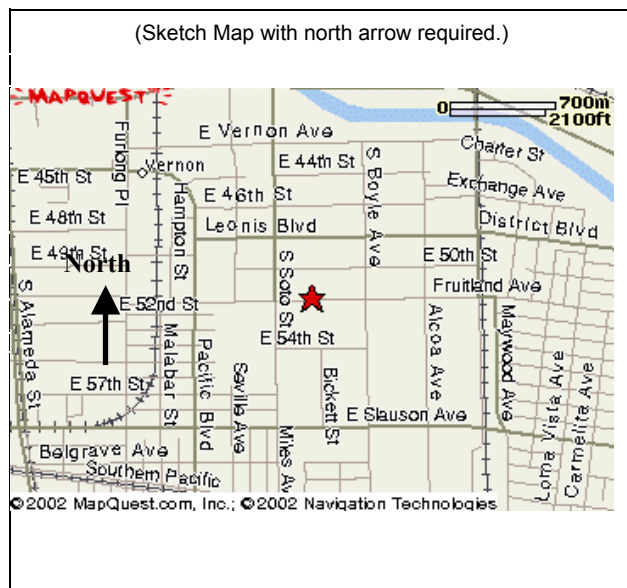 (Sketch Map with north arrow required.)
MAPQUEST
0 700m
2100ft
E Vernon Ave
Furlong Pl
Vernon
E 44th St
S Boyle Ave
Charter St
E 45th St
Hampton St
E 46th St
Exchange Ave
E 48th St
Leonis Blvd
District Blvd
E 49th St
E 50th St
North
S Soto St
Fruitland Ave
S Alameda St
E 52nd St
E 54th St
Malabar St
Pacific Blvd
Seville Ave
Bickett St
Alcoa Ave
Maywood Ave
Loma Vista Ave
Carmelita Ave
E 57th St
E Slauson Ave
Miles Av
Belgrave Ave
Southern Pacific
©2002 MapQuest.com, Inc.; ©2002 Navigation Technologies